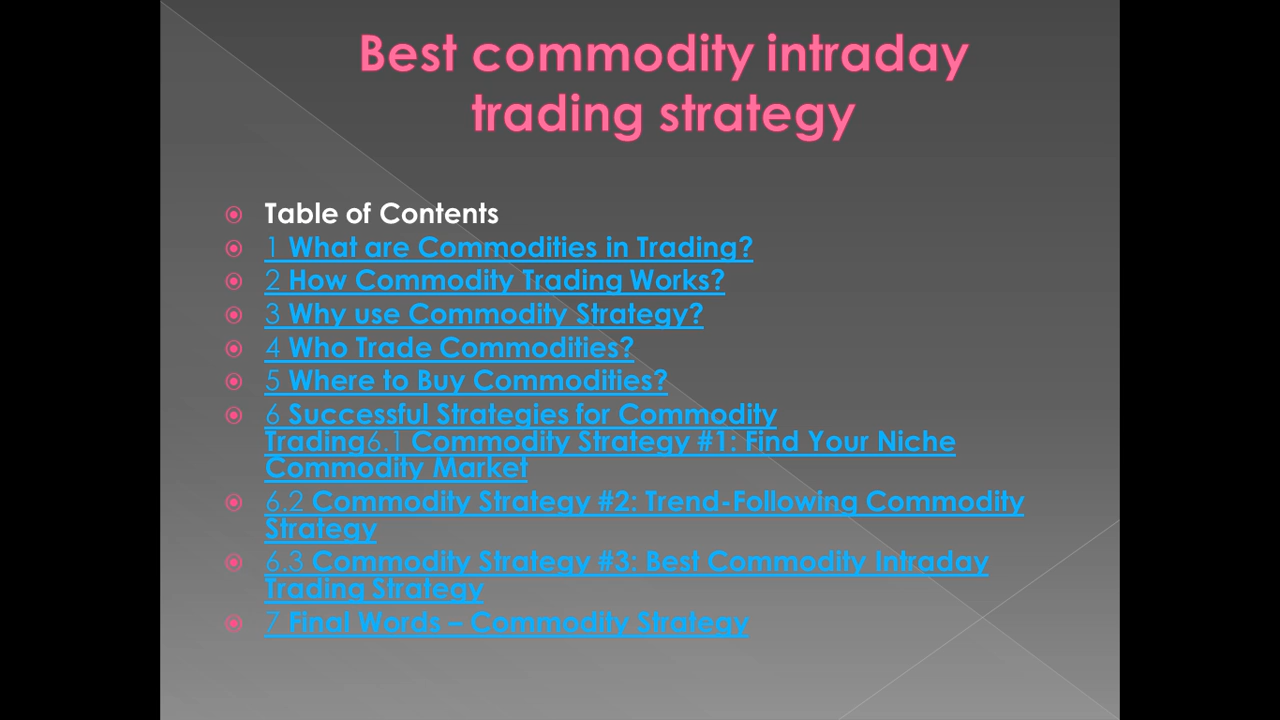 Best commodity intraday
trading strategy
Table of Contents
1 What are Commodities in Trading?
2 How Commodity Trading Works?
3 Why use Commodity Strategy?
4 Who Trade Commodities?
5 Where to Buy Commodities?
6 Successful Strategies for Commodity
Trading6.1 Commodity Strategy #1: Find Your Niche
Commodity Market
6.2 Commodity Strategy #2: Trend-Following Commodity
Strategy
6.3 Commodity Strategy #3: Best Commodity Intraday
Trading Strategy
7 Final Words – Commodity Strategy